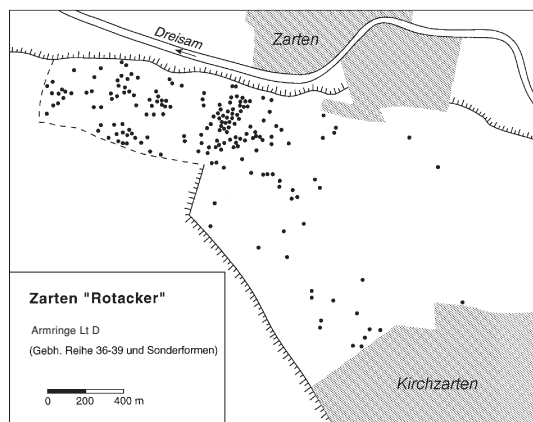 Dreisam
Zarten
Zarten "Rotacker"
Armringe Lt D
(Gebh. Reihe 36-39 und Sonderformen)
0 200 400 m
Kirchzarten